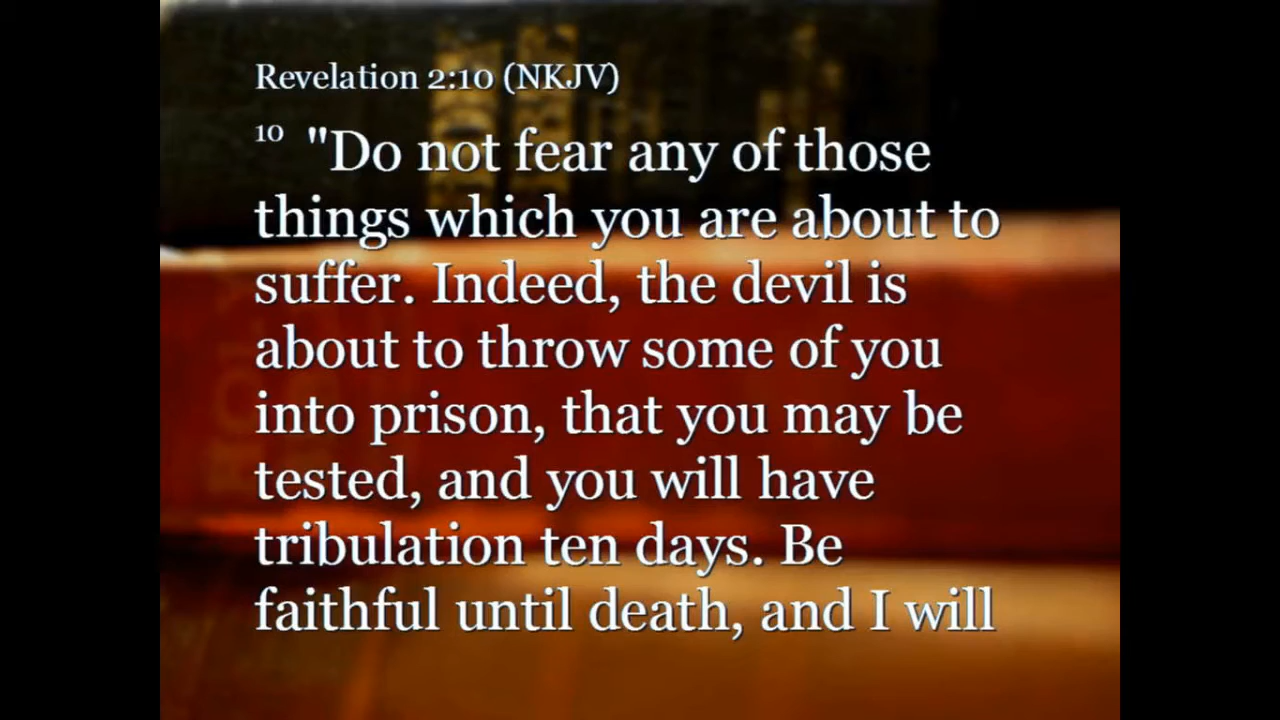 Revelation 2:10 (NKJV)
10 "Do not fear any of those
things which you are about to
suffer. Indeed, the devil is
about to throw some of you
into prison, that you may be
tested, and you will have
tribulation ten days. Be
faithful until death, and I will